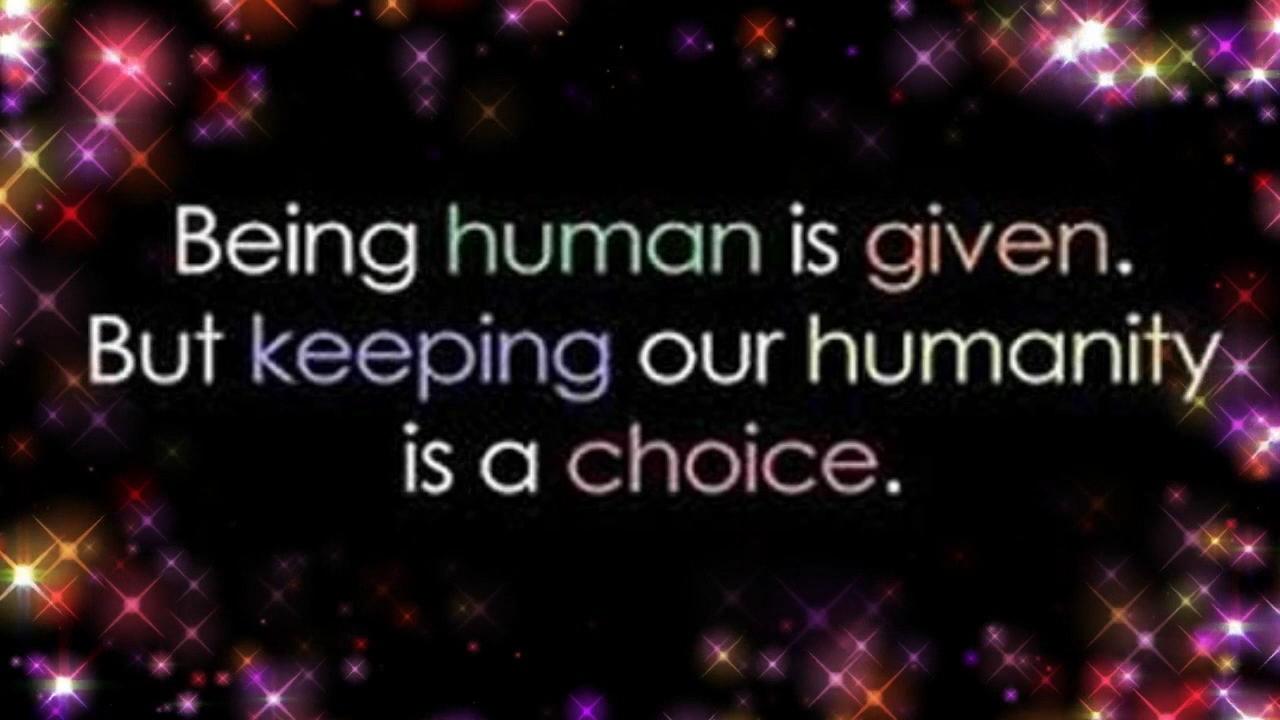 Being human is given.
But keeping our humanity
is a choice.